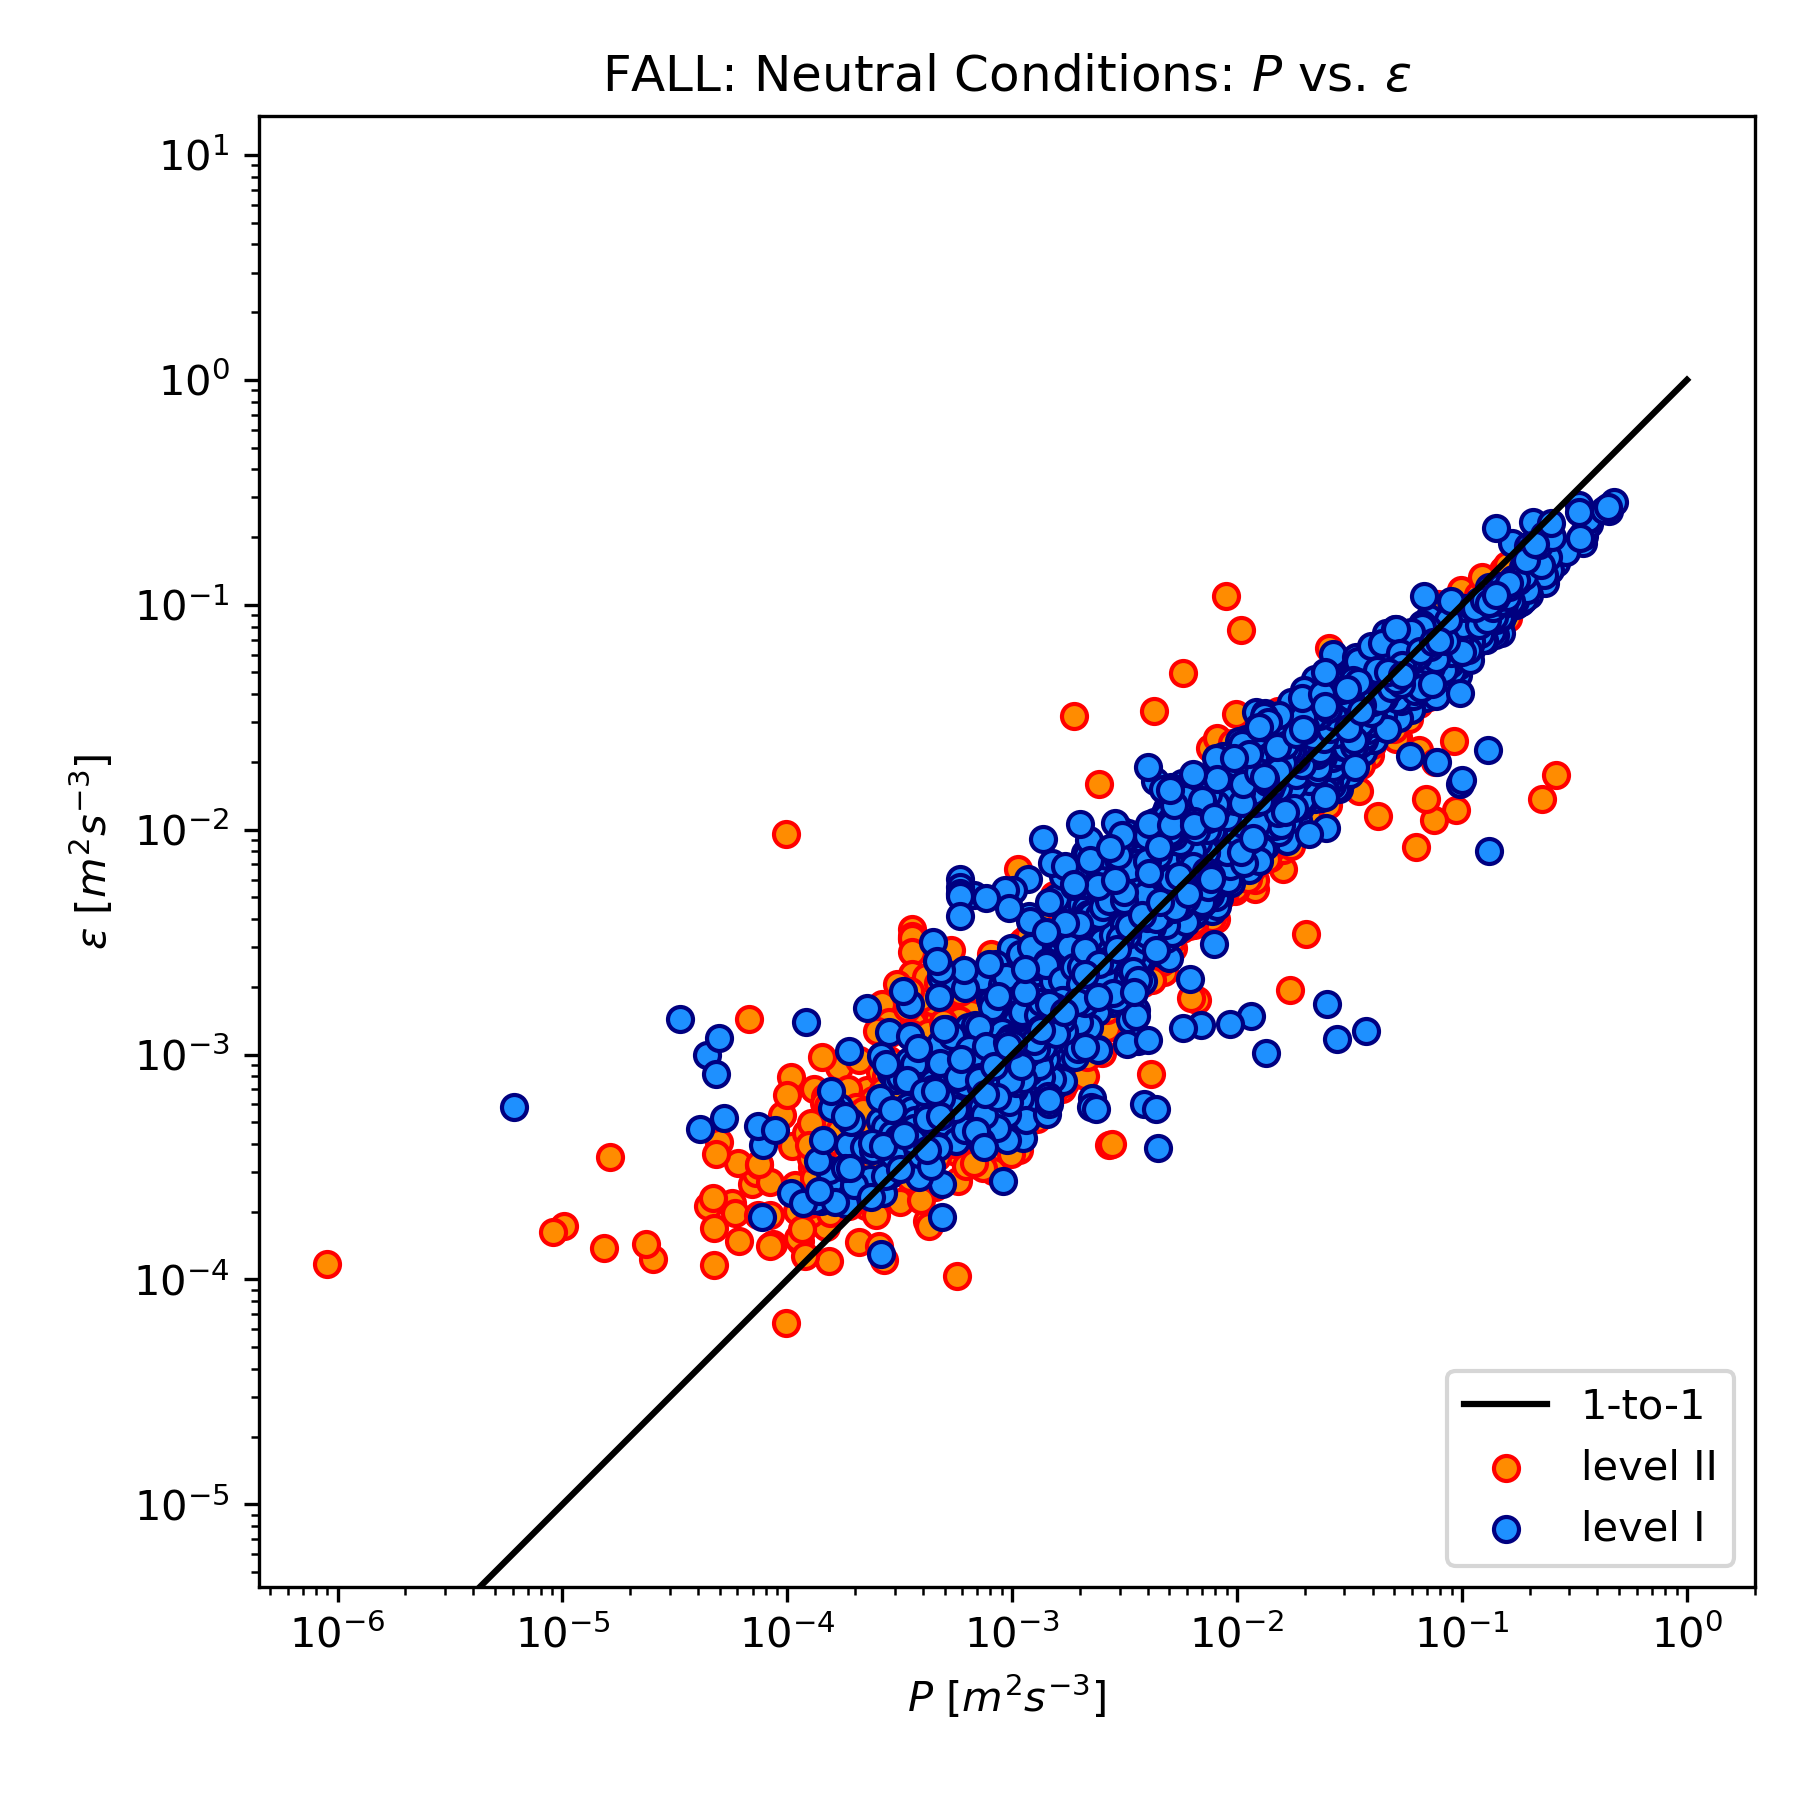 FALL: Neutral Conditions: P vs. ε
10¹
10⁰
10⁻¹
10⁻²
10⁻³
10⁻⁴
10⁻⁵
ε [m²s⁻³]
1-to-1
level II
level I
10⁻⁶ 10⁻⁵ 10⁻⁴ 10⁻³ 10⁻² 10⁻¹ 10⁰
P [m²s⁻³]